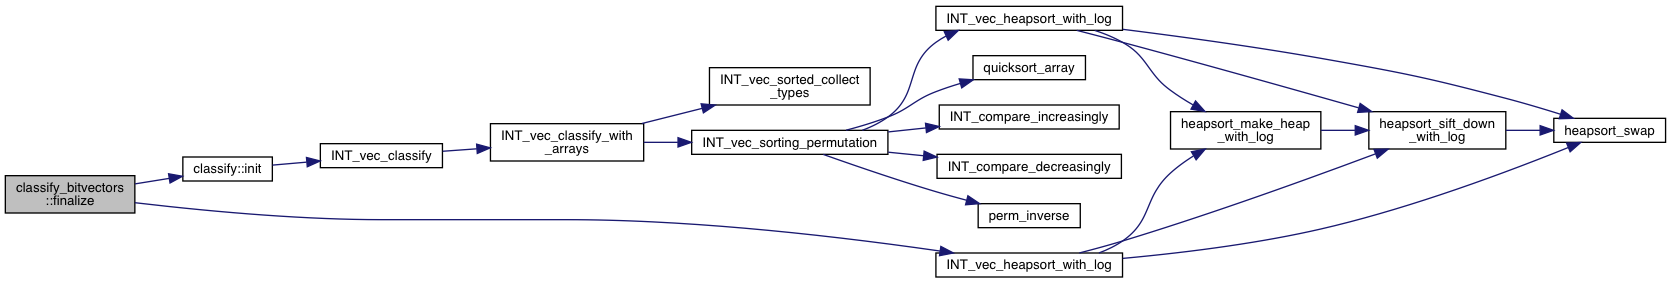 classify_bitvectors
::finalize
classify::init
INT_vec_classify
INT_vec_classify_with
_arrays
INT_vec_sorted_collect
_types
INT_vec_sorting_permutation
INT_vec_heapsort_with_log
quicksort_array
INT_compare_increasingly
INT_compare_decreasingly
perm_inverse
INT_vec_heapsort_with_log
heapsort_make_heap
_with_log
heapsort_sift_down
_with_log
heapsort_swap